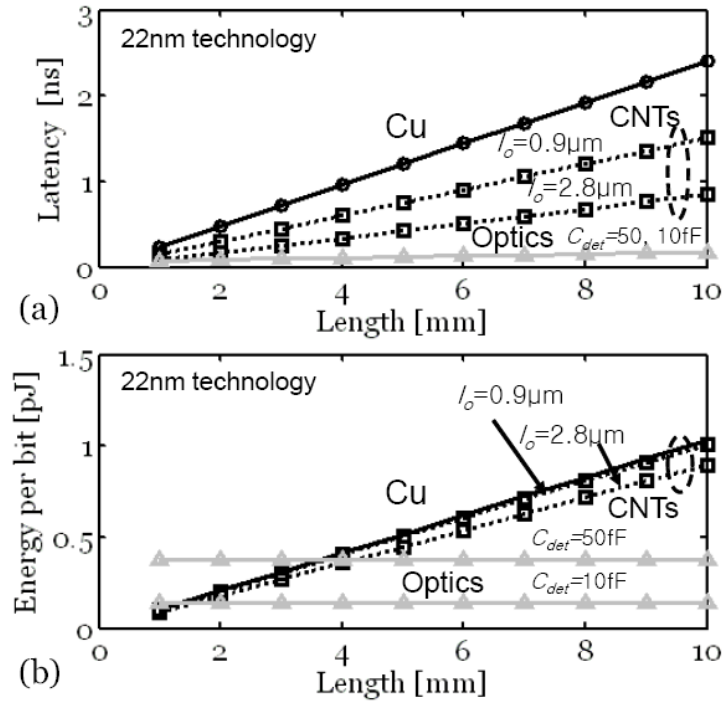 3
22nm technology
Latency [ns]
2
1
0
Cu
CNTs
lo=0.9μm
lo=2.8μm
Optics
Cdet=50, 10fF
0 2 4 6 8 10
(a)
Length [mm]
1.5
22nm technology
Energy per bit [pJ]
1
0.5
0
lo=0.9μm
lo=2.8μm
Cu
CNTs
Cdet=50fF
Optics
Cdet=10fF
0 2 4 6 8 10
(b)
Length [mm]